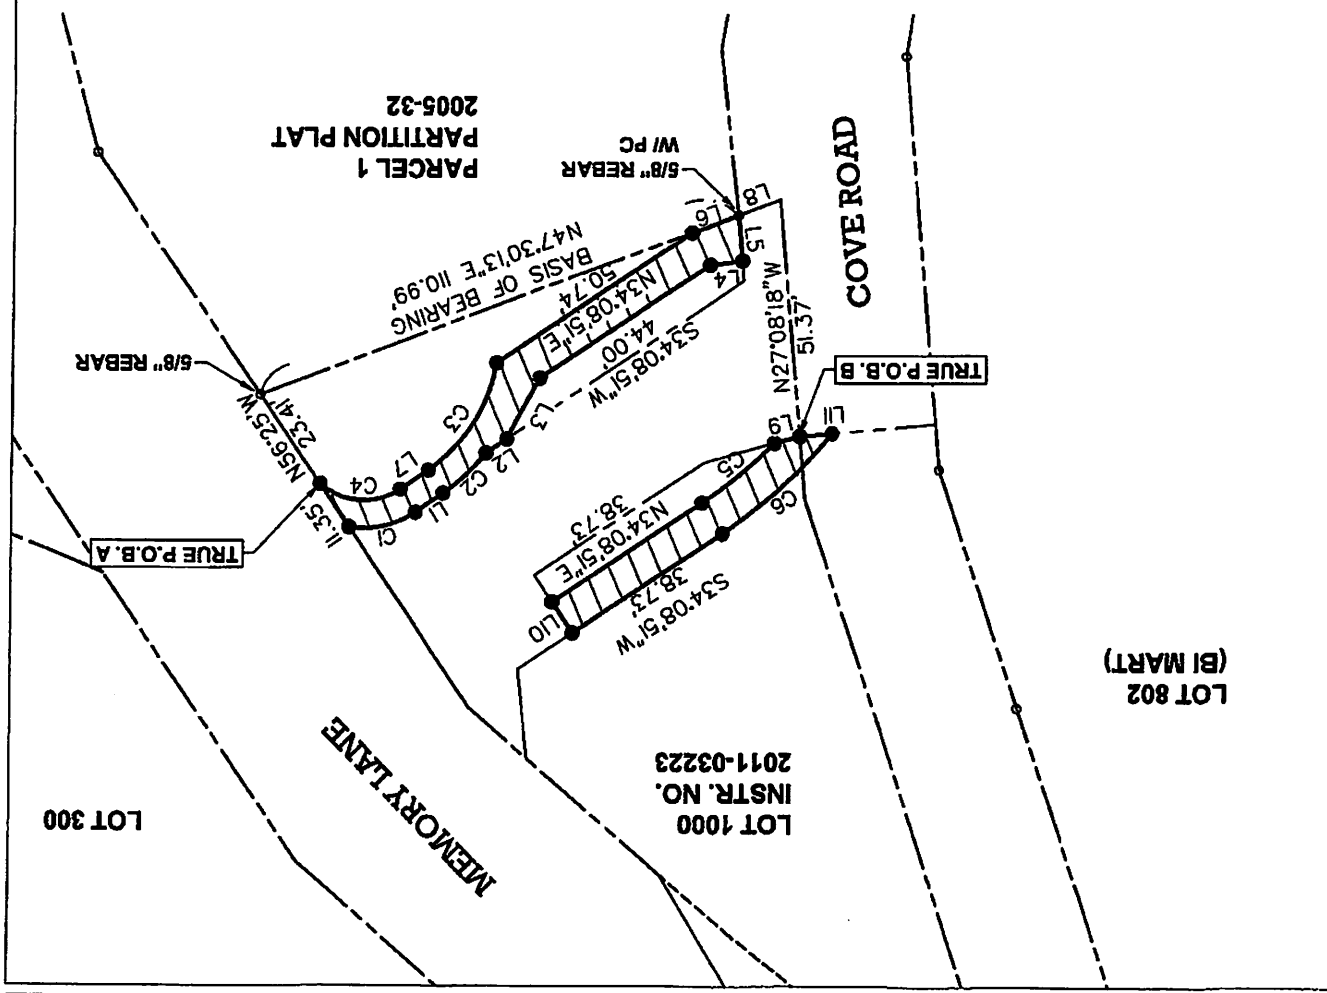 LOT 300
MEMORY LANE
LOT 1000
INSTR. NO.
2011-03223
LOT 802
(BI MART)
S34°08'51"W
38.73'
L10
N34°08'51"E
38.73'
C6
C5
L9
L11
TRUE P.O.B. A
11.35'
C1
C4
L1
L7
C2
C3
L2
L3
N56°25'W
23.41'
5/8" REBAR
TRUE P.O.B. B
N27°08'18"W
51.37'
S34°08'51"W
44.00'
N34°08'51"E
50.74'
BASIS OF BEARING
N47°30'13"E 110.99'
L4
L5
L6
L8
COVE ROAD
5/8" REBAR
W/ PC
PARCEL 1
PARTITION PLAT
2005-32